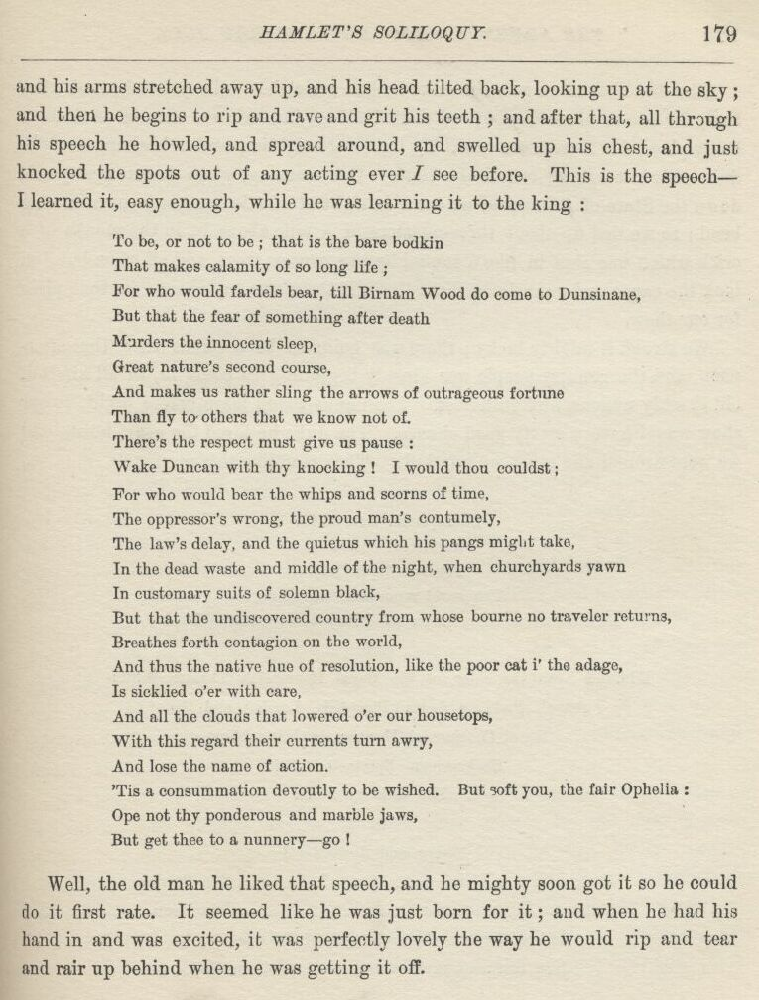 HAMLET'S SOLILOQUY. 179
and his arms stretched away up, and his head tilted back, looking up at the sky ;
and then he begins to rip and rave and grit his teeth ; and after that, all through
his speech he howled, and spread around, and swelled up his chest, and just
knocked the spots out of any acting ever I see before. This is the speech—
I learned it, easy enough, while he was learning it to the king :
To be, or not to be ; that is the bare bodkin
That makes calamity of so long life ;
For who would fardels bear, till Birnam Wood do come to Dunsinane,
But that the fear of something after death
Murders the innocent sleep,
Great nature's second course,
And makes us rather sling the arrows of outrageous fortune
Than fly to others that we know not of.
There's the respect must give us pause :
Wake Duncan with thy knocking ! I would thou couldst ;
For who would bear the whips and scorns of time,
The oppressor's wrong, the proud man's contumely,
The law's delay, and the quietus which his pangs might take,
In the dead waste and middle of the night, when churchyards yawn
In customary suits of solemn black,
But that the undiscovered country from whose bourne no traveler returns,
Breathes forth contagion on the world,
And thus the native hue of resolution, like the poor cat i' the adage,
Is sicklied o'er with care,
And all the clouds that lowered o'er our housetops,
With this regard their currents turn awry,
And lose the name of action.
'Tis a consummation devoutly to be wished. But soft you, the fair Ophelia :
Ope not thy ponderous and marble jaws,
But get thee to a nunnery—go !
Well, the old man he liked that speech, and he mighty soon got it so he could
do it first rate. It seemed like he was just born for it ; and when he had his
hand in and was excited, it was perfectly lovely the way he would rip and tear
and rair up behind when he was getting it off.